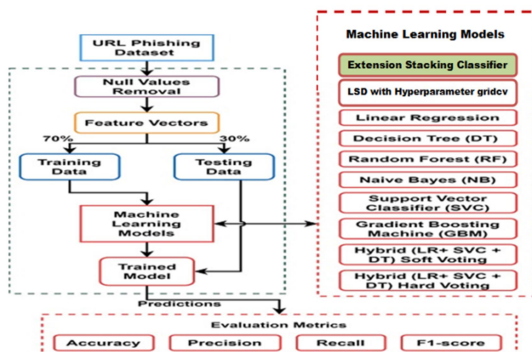 URL Phishing
Dataset
Null Values
Removal
Feature Vectors
70%
30%
Training
Data
Testing
Data
Machine
Learning
Models
Trained
Model
Predictions
Machine Learning Models
Extension Stacking Classifier
LSD with Hyperparameter gridcv
Linear Regression
Decision Tree (DT)
Random Forest (RF)
Naive Bayes (NB)
Support Vector
Classifier (SVC)
Gradient Boosting
Machine (GBM)
Hybrid (LR+ SVC +
DT) Soft Voting
Hybrid (LR+ SVC +
DT) Hard Voting
Evaluation Metrics
Accuracy
Precision
Recall
F1-score